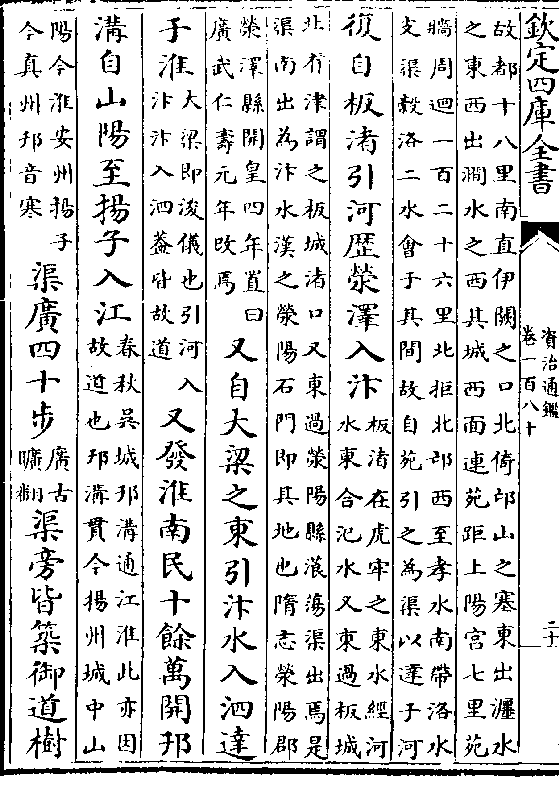 欽定四庫全書
資治通鑑
卷一百八十
二十
故都十八里南直伊闕之口北倚邙山之塞東出瀍水
之東西出澗水之西其城西面連苑距上陽宫七里苑
牆周迴一百二十六里北拒北邙西至孝水南帶洛水
支渠榖洛二水會于其間故自苑引之為渠以達于河
復自板渚引河歴滎澤入汴
板渚在虎牢之東水經河
水東合汜水又東過板城
北有津謂之板城渚口又東過滎陽縣蒗蕩渠出焉是
渠南出為汴水漢之滎陽石門即其地也隋志滎陽郡
滎澤縣開皇四年置曰
廣武仁壽元年改焉
又自大梁之東引汴水入泗達
于淮
大梁即浚儀也引河入
汴汴入泗葢皆故道
又發淮南民十餘萬開邗
溝自山陽至揚子入江
春秋呉城邗溝通江淮此亦因
故道也邗溝貫今揚州城中山
陽今淮安州揚子
今真州邗音寒
渠廣四十步
廣古
曠翻
渠旁皆築御道樹